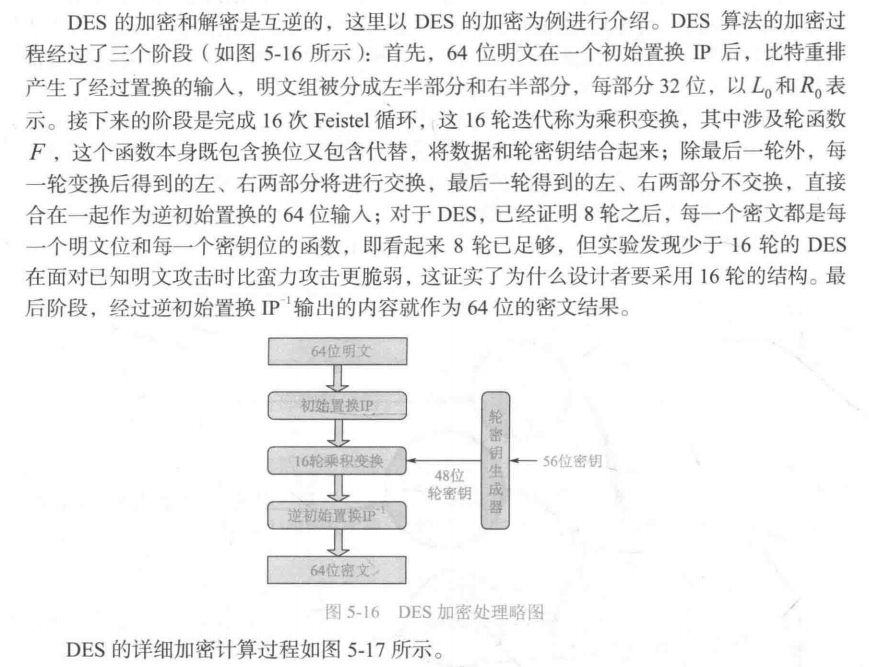 DES 的加密和解密是互逆的，这里以 DES 的加密为例进行介绍。DES 算法的加密过
程经过了三个阶段（如图 5-16 所示）：首先，64 位明文在一个初始置换 IP 后，比特重排
产生了经过置换的输入，明文组被分成左半部分和右半部分，每部分 32 位，以 L₀和 R₀表
示。接下来的阶段是完成 16 次 Feistel 循环，这 16 轮迭代称为乘积变换，其中涉及轮函数
F ，这个函数本身既包含换位又包含代替，将数据和轮密钥结合起来；除最后一轮外，每
一轮变换后得到的左、右两部分将进行交换，最后一轮得到的左、右两部分不交换，直接
合在一起作为逆初始置换的 64 位输入；对于 DES，已经证明 8 轮之后，每一个密文都是每
一个明文位和每一个密钥位的函数，即看起来 8 轮已足够，但实验发现少于 16 轮的 DES
在面对已知明文攻击时比蛮力攻击更脆弱，这证实了为什么设计者要采用 16 轮的结构。最
后阶段，经过逆初始置换 IP⁻¹输出的内容就作为 64 位的密文结果。
64位明文
初始置换IP
16轮乘积变换
逆初始置换IP⁻¹
64位密文
48位
轮密钥
轮密钥生成器
56位密钥
图 5-16 DES 加密处理略图
DES 的详细加密计算过程如图 5-17 所示。